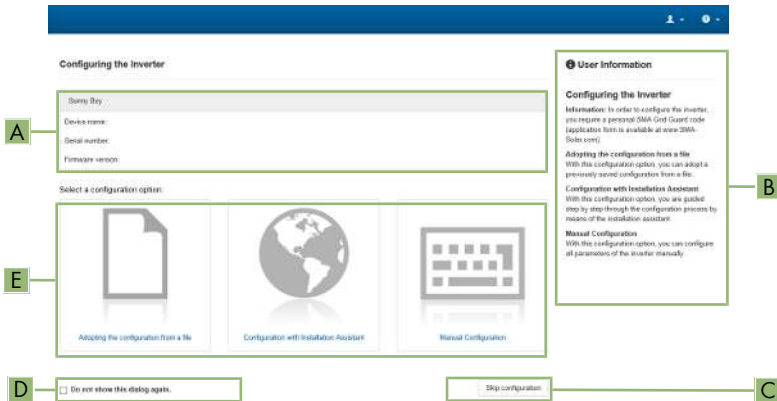 Configuring the Inverter
A
Sunny Boy
Device name:
Serial number:
Firmware version:
Select a configuration option:
E
Adopting the configuration from a file
Configuration with Installation Assistant
Manual Configuration
D
Do not show this dialog again.
Skip configuration
C
User Information
Configuring the Inverter
Information: In order to configure the inverter,
you require a personal SMA Grid Guard code
(application form is available at www.SMA-
Solar.com).
Adopting the configuration from a file
With this configuration option, you can adopt a
previously saved configuration from a file.
Configuration with Installation Assistant
With this configuration option, you are guided
step by step through the configuration process by
means of the installation assistant.
Manual Configuration
With this configuration option, you can configure
all parameters of the inverter manually
B